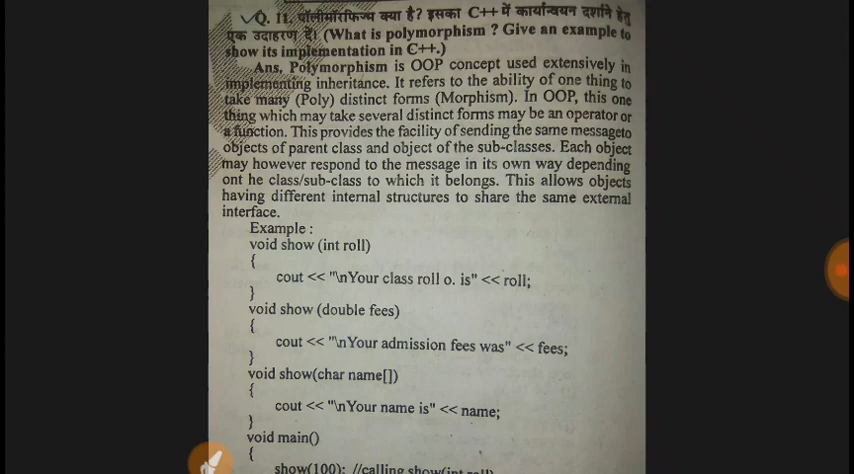 Q. 11. पॉलीमॉरफिज्म क्या है? इसका C++ में कार्यान्वयन दर्शाने हेतु
एक उदाहरण दें। (What is polymorphism ? Give an example to
show its implementation in C++.)
Ans, Polymorphism is OOP concept used extensively in
implementing inheritance. It refers to the ability of one thing to
take many (Poly) distinct forms (Morphism). In OOP, this one
thing which may take several distinct forms may be an operator or
a function. This provides the facility of sending the same messageto
objects of parent class and object of the sub-classes. Each object
may however respond to the message in its own way depending
ont he class/sub-class to which it belongs. This allows objects
having different internal structures to share the same external
interface.
Example :
void show (int roll)
{
cout << "\nYour class roll o. is" << roll;
}
void show (double fees)
{
cout << "\nYour admission fees was" << fees;
}
void show(char name[])
{
cout << "\nYour name is" << name;
}
void main()
{
show(100); //calling show(int roll)